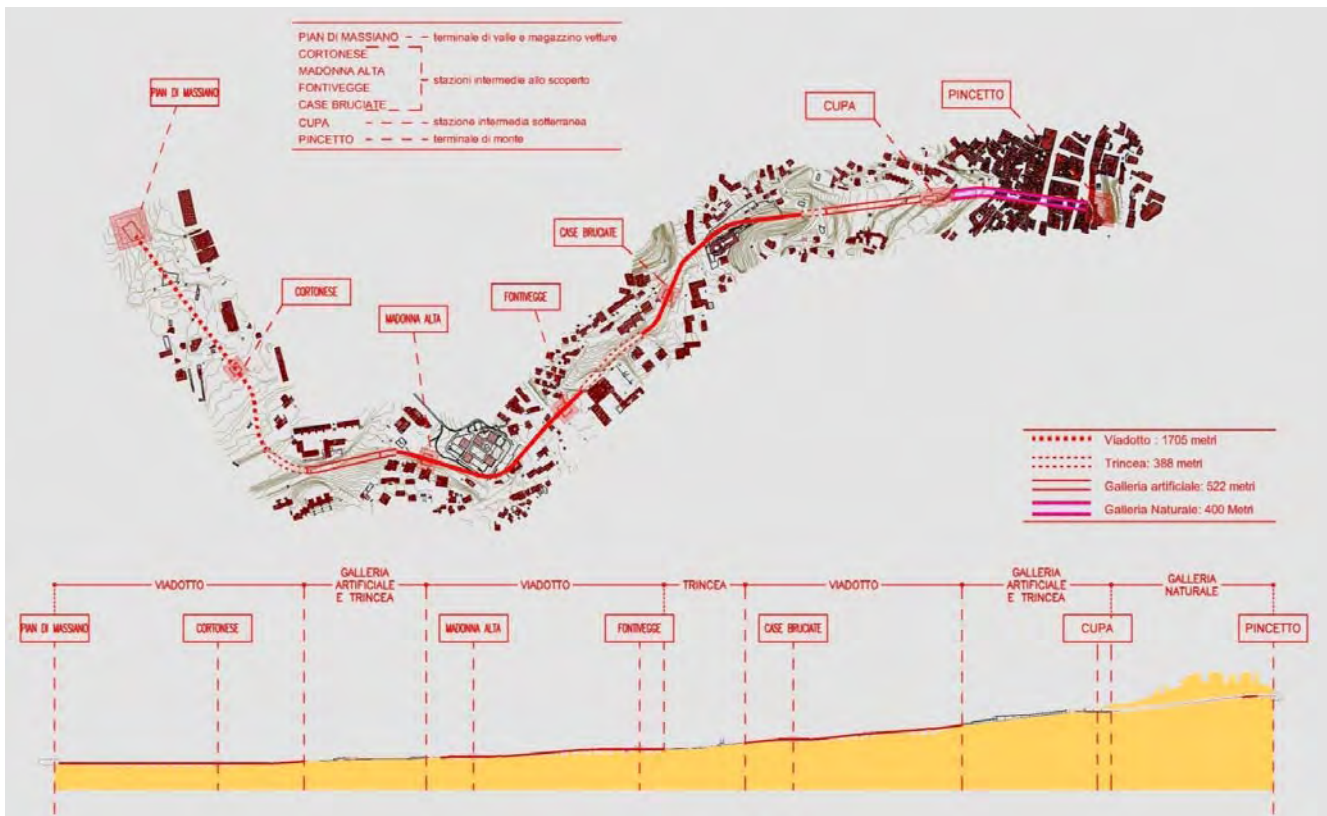 PIAN DI MASSIANO - - - terminale di valle e magazzino vetture
CORTONESE
MADONNA ALTA
FONTIVEGGE
CASE BRUCIATE
stazioni intermedie allo scoperto
CUPA - - - - - - - stazione intermedia sotterranea
PINCETTO - - - - - terminale di monte
PIAN DI MASSIANO
CUPA
PINCETTO
CASE BRUCIATE
CORTONESE
FONTIVEGGE
MADONNA ALTA
Viadotto : 1705 metri
Trincea: 388 metri
Galleria artificiale: 522 metri
Galleria Naturale: 400 Metri
VIADOTTO
GALLERIA
ARTIFICIALE
E TRINCEA
VIADOTTO
TRINCEA
VIADOTTO
GALLERIA
ARTIFICIALE
E TRINCEA
GALLERIA
NATURALE
PIAN DI MASSIANO
CORTONESE
MADONNA ALTA
FONTIVEGGE
CASE BRUCIATE
CUPA
PINCETTO